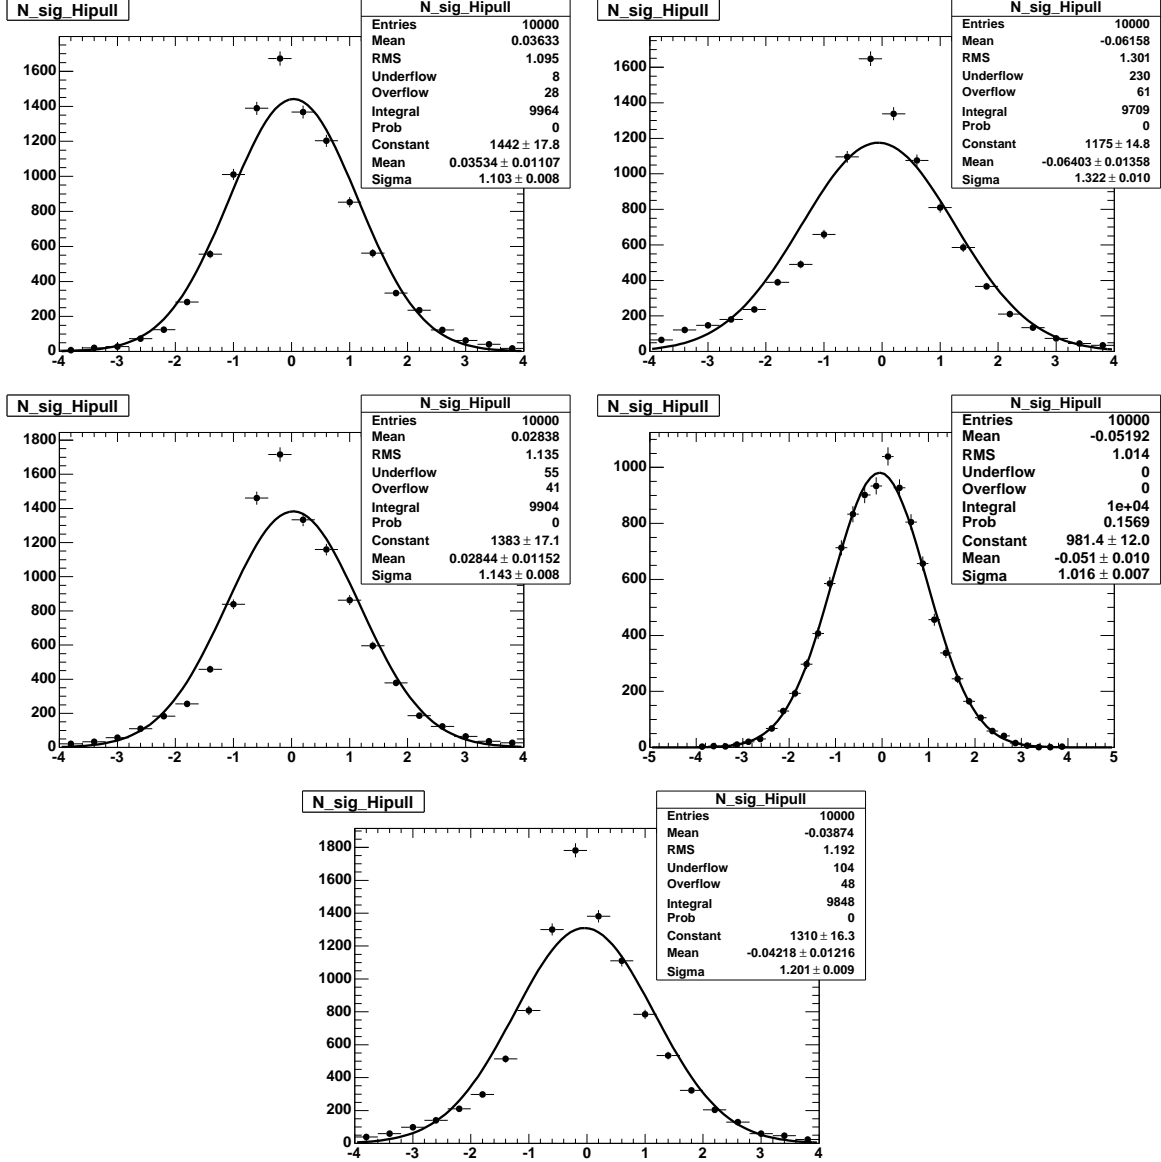 N_sig_Hipull
N_sig_Hipull
Entries 10000
Mean 0.03633
RMS 1.095
Underflow 8
Overflow 28
Integral 9964
Prob 0
Constant 1442 ± 17.8
Mean 0.03534 ± 0.01107
Sigma 1.103 ± 0.008
1600
1400
1200
1000
800
600
400
200
0
-4 -3 -2 -1 0 1 2 3 4
N_sig_Hipull
N_sig_Hipull
Entries 10000
Mean -0.06158
RMS 1.301
Underflow 230
Overflow 61
Integral 9709
Prob 0
Constant 1175 ± 14.8
Mean -0.06403 ± 0.01358
Sigma 1.322 ± 0.010
1600
1400
1200
1000
800
600
400
200
0
-4 -3 -2 -1 0 1 2 3 4
N_sig_Hipull
N_sig_Hipull
Entries 10000
Mean 0.02838
RMS 1.135
Underflow 55
Overflow 41
Integral 9904
Prob 0
Constant 1383 ± 17.1
Mean 0.02844 ± 0.01152
Sigma 1.143 ± 0.008
1800
1600
1400
1200
1000
800
600
400
200
0
-4 -3 -2 -1 0 1 2 3 4
N_sig_Hipull
N_sig_Hipull
Entries 10000
Mean -0.05192
RMS 1.014
Underflow 0
Overflow 0
Integral 1e+04
Prob 0.1569
Constant 981.4 ± 12.0
Mean -0.051 ± 0.010
Sigma 1.016 ± 0.007
1000
800
600
400
200
0
-5 -4 -3 -2 -1 0 1 2 3 4 5
N_sig_Hipull
N_sig_Hipull
Entries 10000
Mean -0.03874
RMS 1.192
Underflow 104
Overflow 48
Integral 9848
Prob 0
Constant 1310 ± 16.3
Mean -0.04218 ± 0.01216
Sigma 1.201 ± 0.009
1800
1600
1400
1200
1000
800
600
400
200
0
-4 -3 -2 -1 0 1 2 3 4